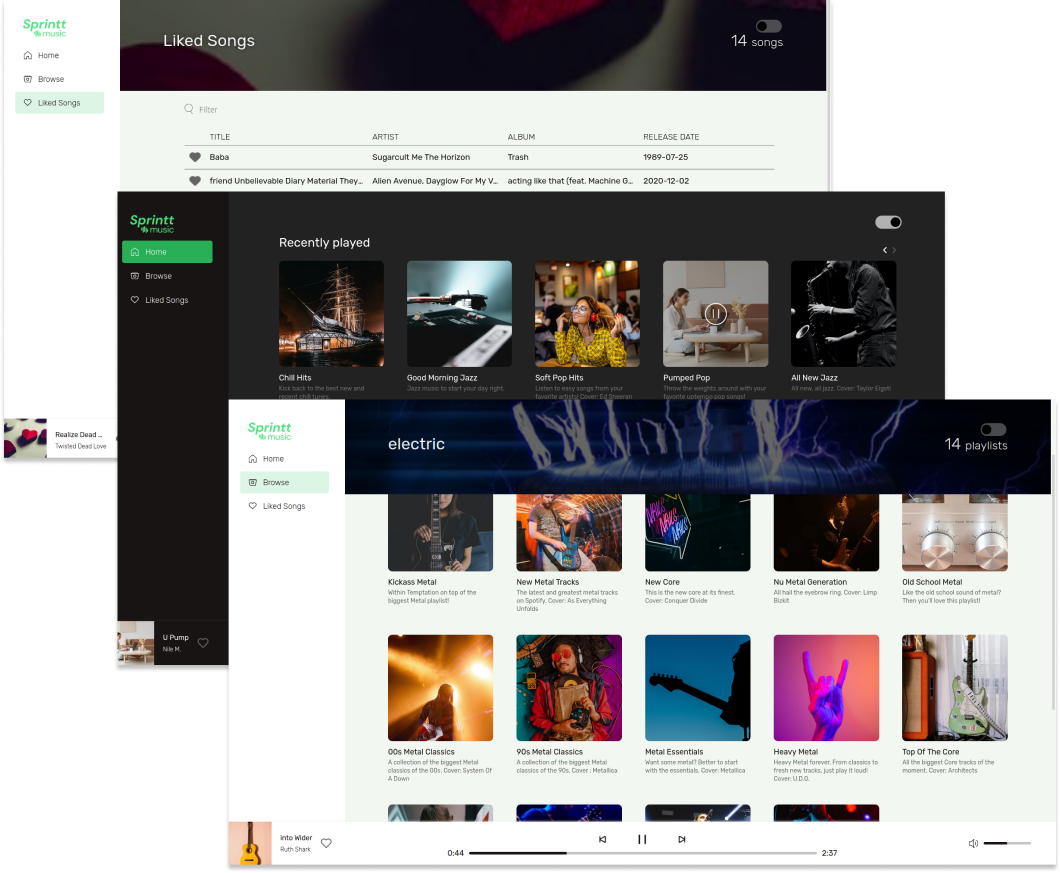 Sprintt
music
Home
Browse
Liked Songs
Liked Songs
14 songs
Filter
TITLE ARTIST ALBUM RELEASE DATE
Baba Sugarcult Me The Horizon Trash 1989-07-25
friend Unbelievable Diary Material They... Alien Avenue, Dayglow For My V... acting like that (feat. Machine G... 2020-12-02
Realize Dead ...
Twisted Dead Love
Sprintt
music
Home
Browse
Liked Songs
Recently played
Chill Hits
Kick back to the best new and
recent chill tunes.
Good Morning Jazz
Jazz music to start your day right.
Soft Pop Hits
Listen to easy songs from your
favorite artists! Cover: Ed Sheeran
Pumped Pop
Throw the weights around with your
favorite uptempo pop songs!
All New Jazz
All new, all jazz. Cover: Taylor Eigsti
U Pump
Nile M.
Sprintt
music
Home
Browse
Liked Songs
electric
14 playlists
NRVS
NRVS
Kickass Metal
Within Temptation on top of the
biggest Metal playlist!
New Metal Tracks
The latest and greatest metal tracks
on Spotify. Cover: As Everything
Unfolds
New Core
This is the new core at its finest.
Cover: Conquer Divide
Nu Metal Generation
All hail the eyebrow ring. Cover: Limp
Bizkit
Old School Metal
Like the old school sound of metal?
Then you'll love this playlist!
00s Metal Classics
A collection of the biggest Metal
classics of the 00s. Cover: System Of
A Down
90s Metal Classics
A collection of the biggest Metal
classics of the 90s. Cover : Metallica
Metal Essentials
Want some metal? Better to start
with the essentials. Cover: Metallica
Heavy Metal
Heavy Metal forever. From classics to
fresh new tracks, just play it loud!
Cover: U.D.O.
Top Of The Core
All the biggest Core tracks of the
moment. Cover: Architects
into Wider
Ruth Shark
0:44
2:37